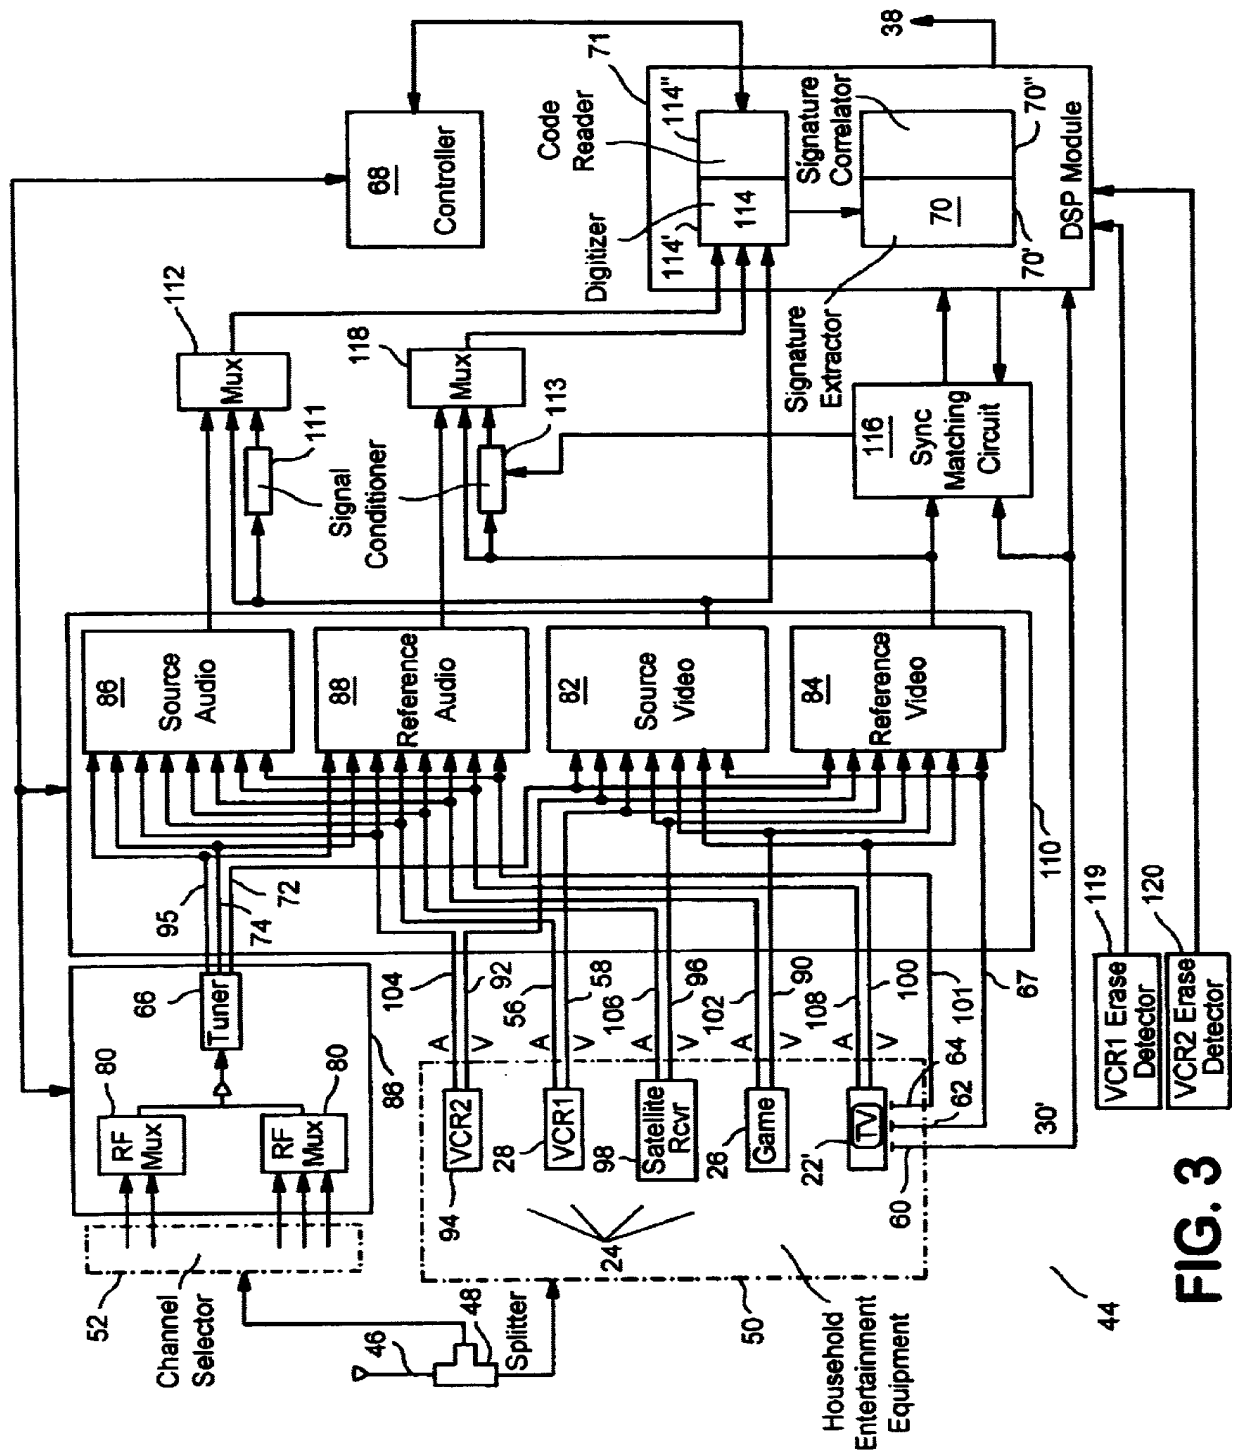 52
Channel
Selector
46
48
Splitter
80
RF
Mux
RF
Mux
80
86
66
Tuner
95
74
72
86
Source
Audio
88
Reference
Audio
82
Source
Video
84
Reference
Video
110
112
Mux
111
Signal
Conditioner
118
Mux
113
68
Controller
116
Sync
Matching
Circuit
71
38
Code
Reader
114"
Digitizer
114'
114
Signature
Correlator
Signature
Extractor
70
70'
70"
DSP Module
94
VCR2
A
V
104
92
28
VCR1
A
V
56
58
98
Satellite
Rcvr
A
V
106
96
26
Game
A
V
102
90
22'
TV
A
V
108
100
101
67
64
62
60
30'
24
50
Household
Entertainment
Equipment
VCR1 Erase
Detector
119
VCR2 Erase
Detector
120
44
FIG. 3